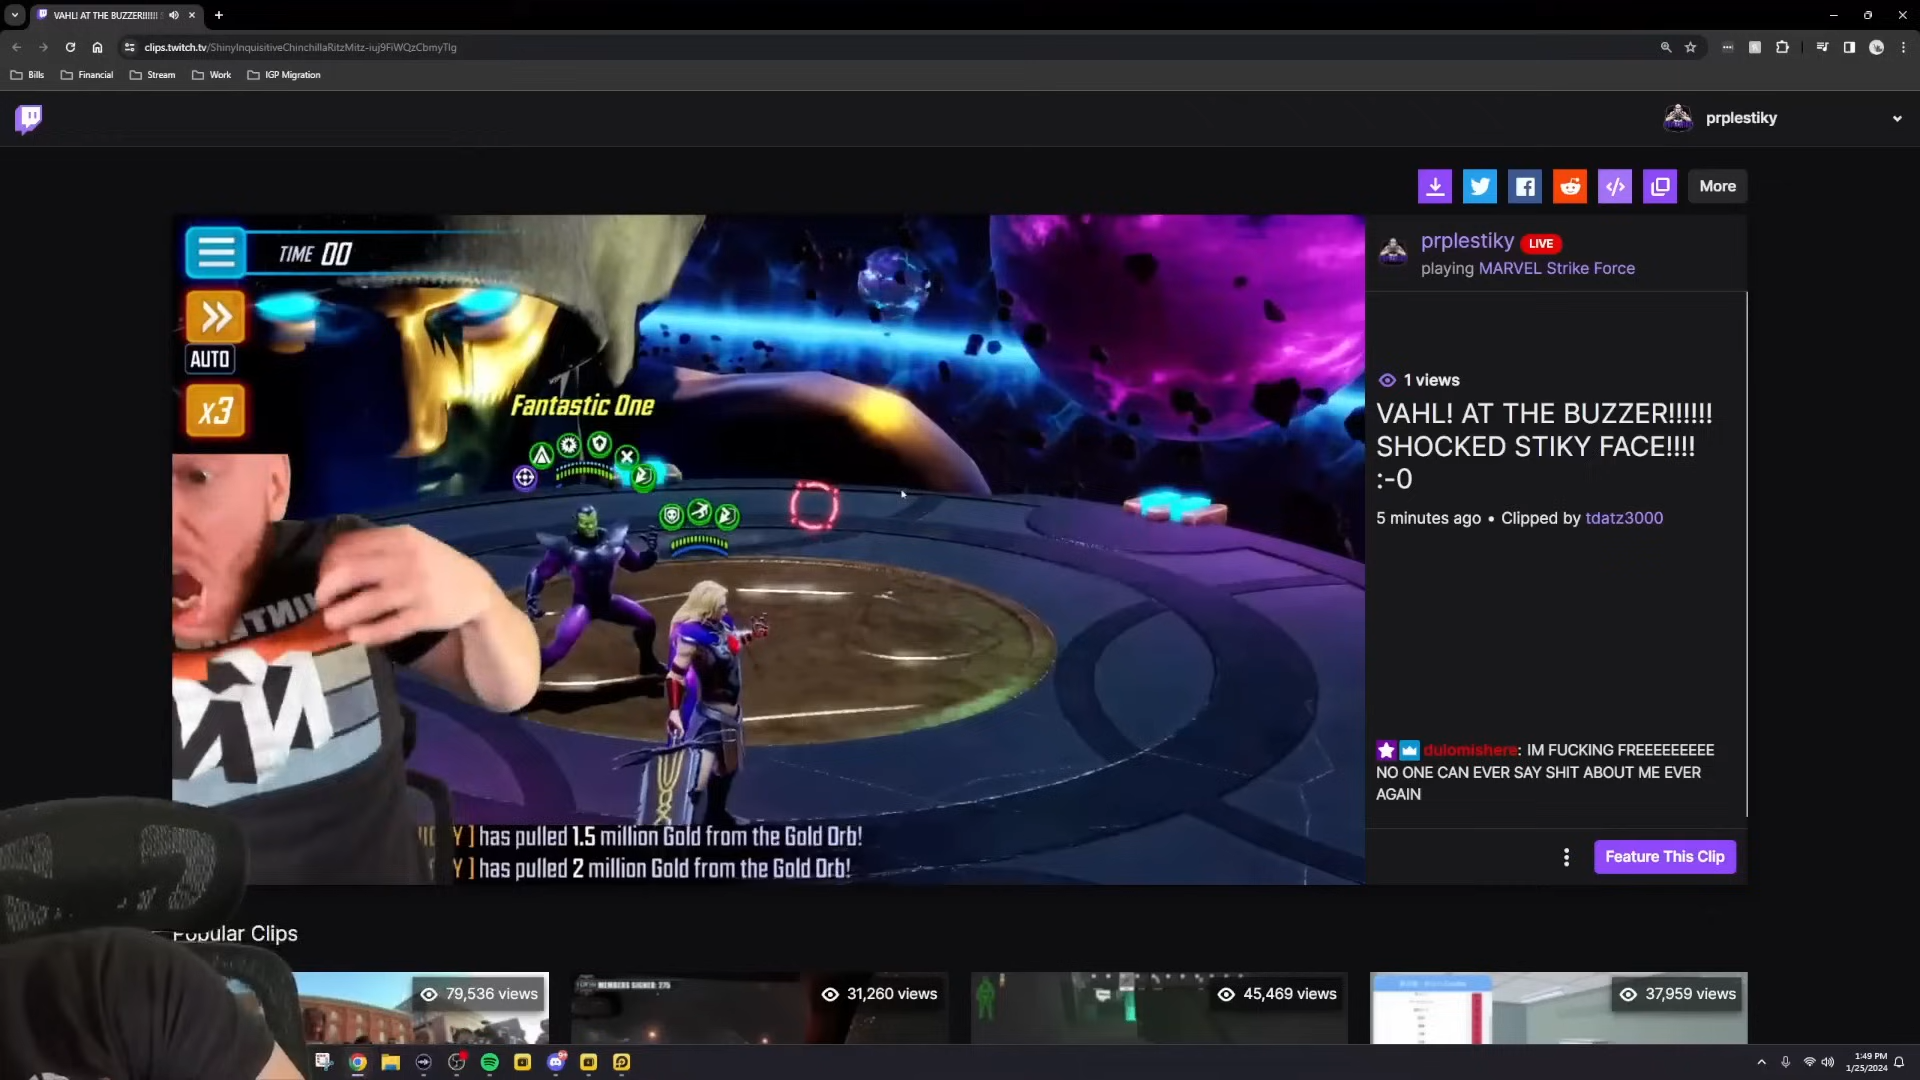 VAHL! AT THE BUZZER!!!!!!
clips.twitch.tv/ShinyInquisitiveChinchillaRitzMitz-iuj9FiWQzCbmyTIg
Bills
Financial
Stream
Work
IGP Migration
prplestiky
More
TIME 00
AUTO
x3
Fantastic One
Y ] has pulled 1.5 million Gold from the Gold Orb!
Y ] has pulled 2 million Gold from the Gold Orb!
prplestiky LIVE
playing MARVEL Strike Force
1 views
VAHL! AT THE BUZZER!!!!!!
SHOCKED STIKY FACE!!!!
:-0
5 minutes ago • Clipped by tdatz3000
dulomishere: IM FUCKING FREEEEEEEEE
NO ONE CAN EVER SAY SHIT ABOUT ME EVER
AGAIN
Feature This Clip
Popular Clips
79,536 views
MEMBERS SIGNED: 275
31,260 views
45,469 views
37,959 views
1:49 PM
1/25/2024